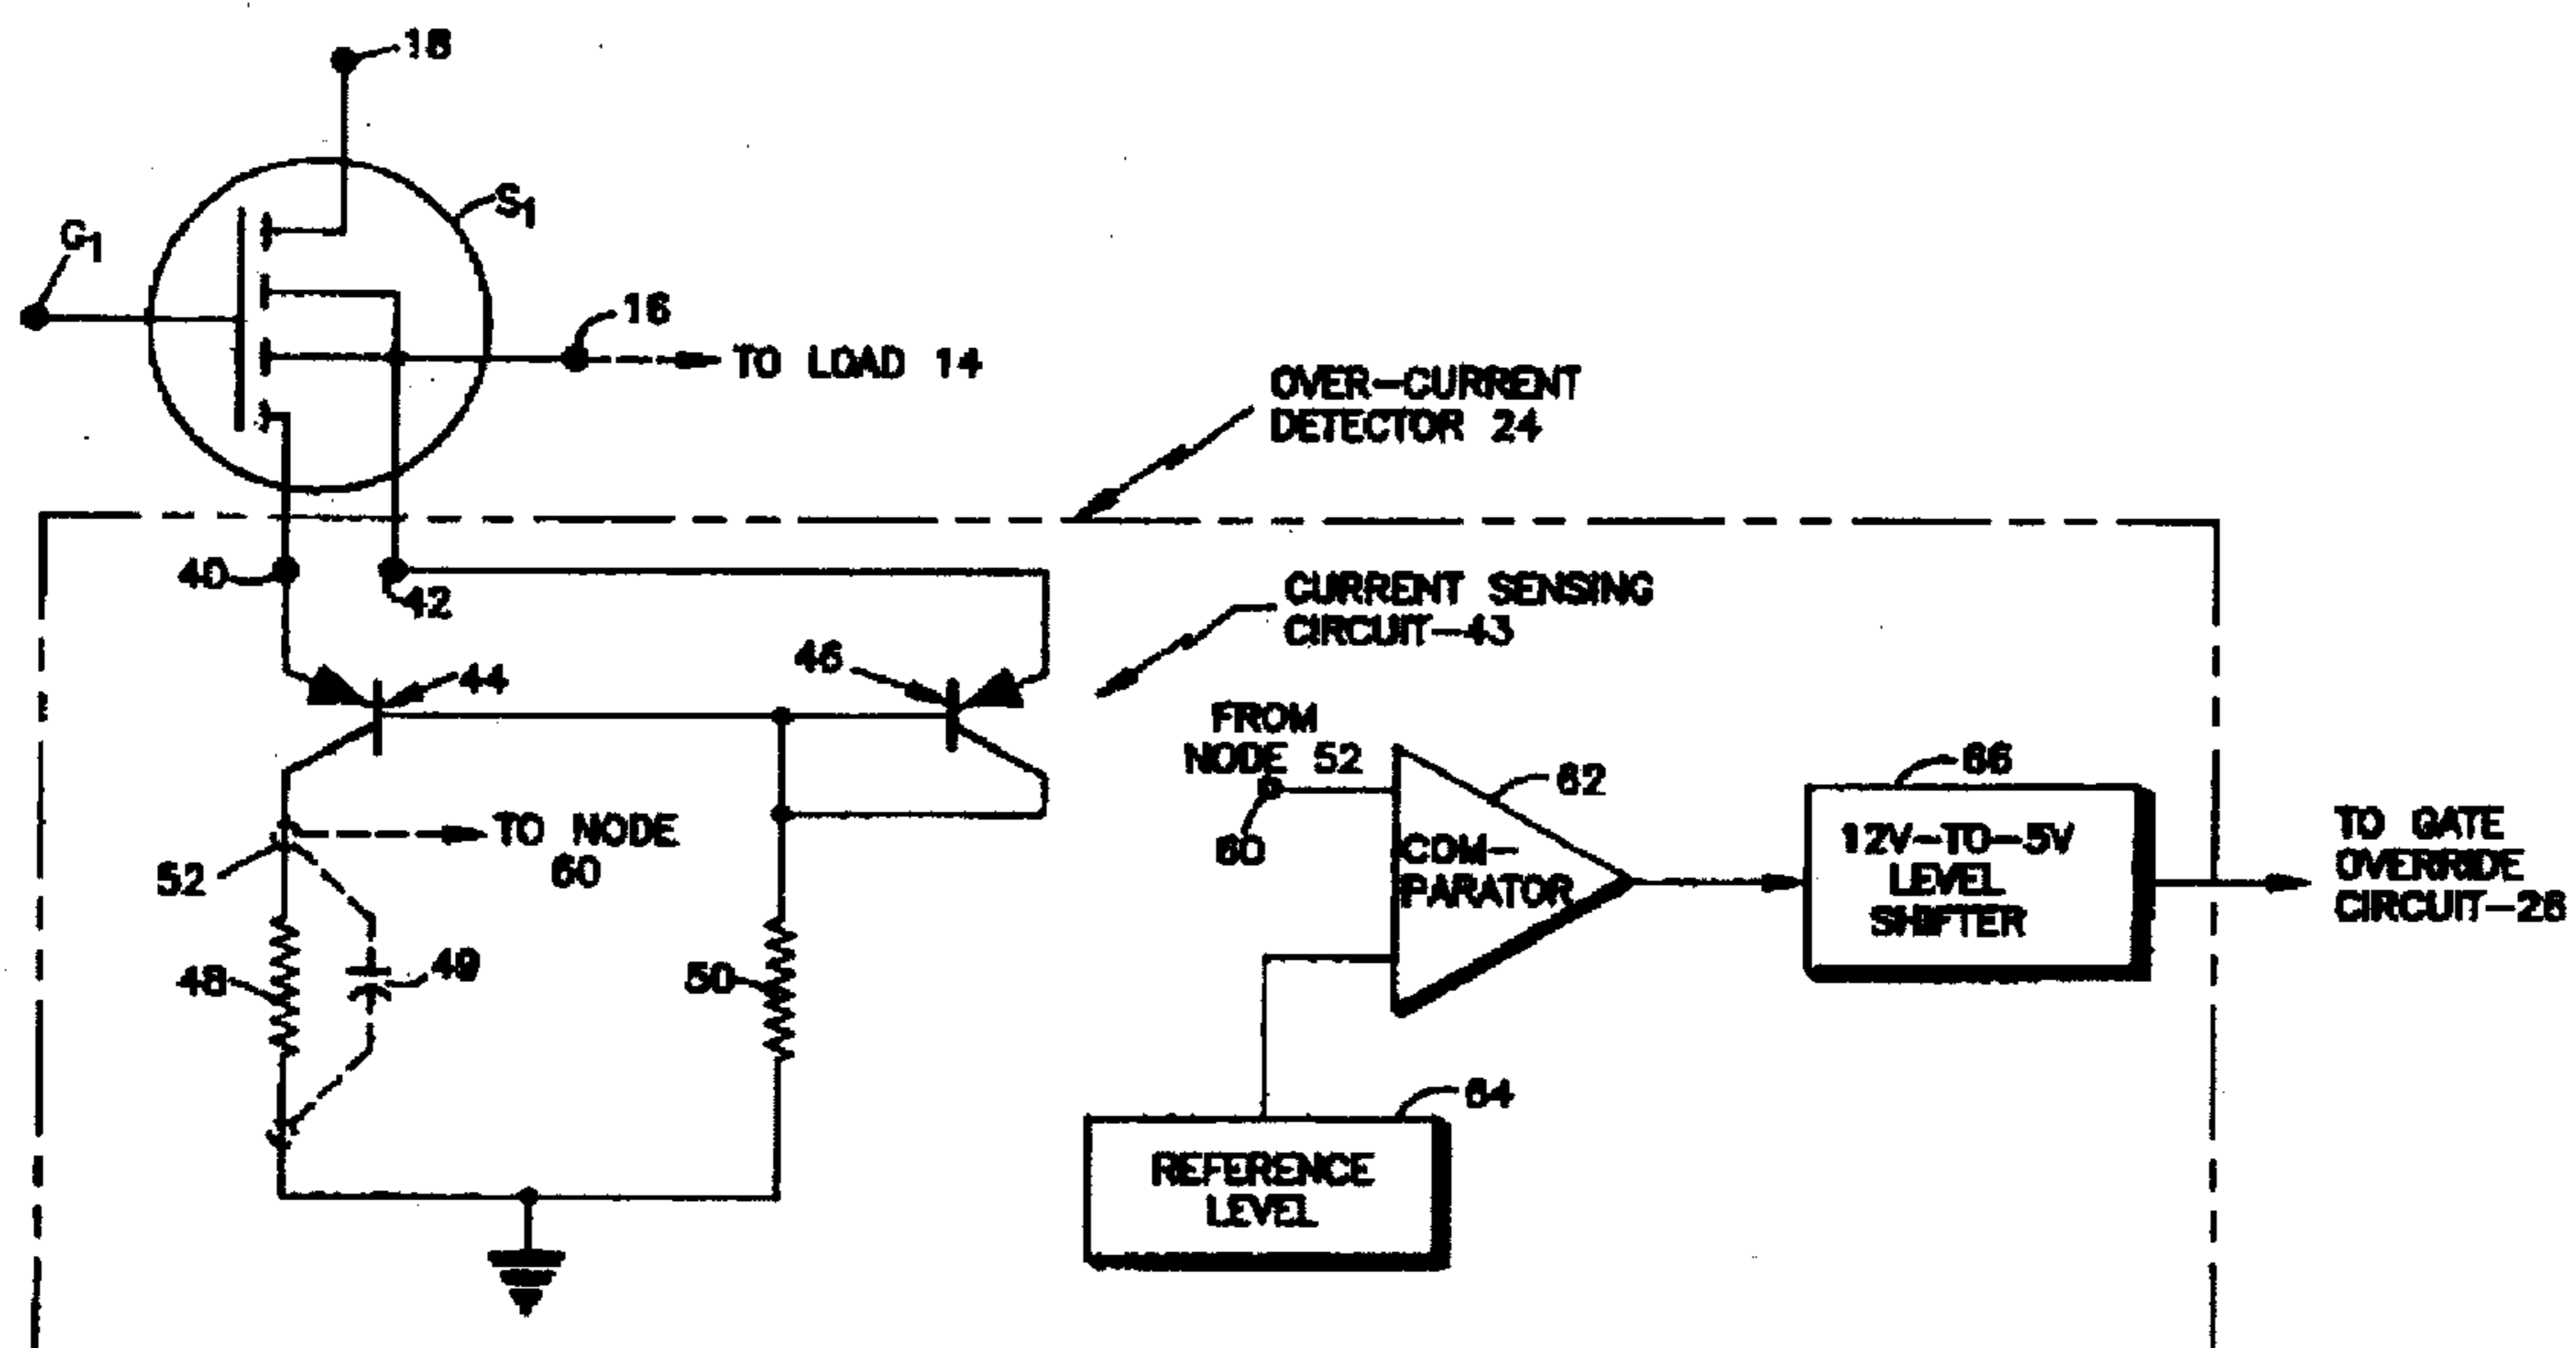 18
S1
G1
16
TO LOAD 14
OVER-CURRENT
DETECTOR 24
40
42
CURRENT SENSING
CIRCUIT-43
44
46
FROM
NODE 52
60
62
COM-
PARATOR
66
12V-TO-5V
LEVEL
SHIFTER
TO GATE
OVERRIDE
CIRCUIT-26
52
TO NODE
60
48
49
50
64
REFERENCE
LEVEL